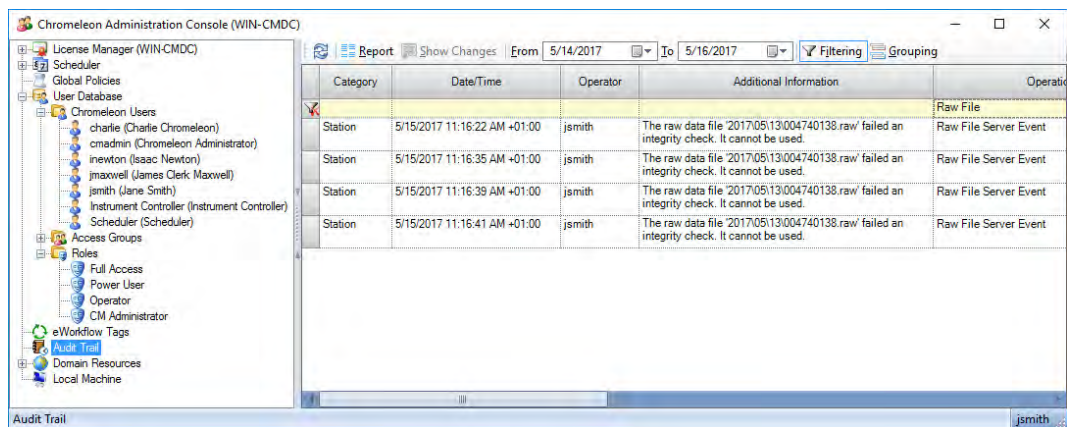 Chromeleon Administration Console (WIN-CMDC)
License Manager (WIN-CMDC)
Scheduler
Global Policies
User Database
Chromeleon Users
charlie (Charlie Chromeleon)
cmadmin (Chromeleon Administrator)
inewton (Isaac Newton)
jmaxwell (James Clerk Maxwell)
jsmith (Jane Smith)
Instrument Controller (Instrument Controller)
Scheduler (Scheduler)
Access Groups
Roles
Full Access
Power User
Operator
CM Administrator
eWorkflow Tags
Audit Trail
Domain Resources
Local Machine
Report Show Changes From 5/14/2017 To 5/16/2017 Filtering Grouping
Category Date/Time Operator Additional Information Operatio
Raw File
Station 5/15/2017 11:16:22 AM +01:00 jsmith The raw data file '2017\05\13\004740138.raw' failed an Raw File Server Event
integrity check. It cannot be used.
Station 5/15/2017 11:16:35 AM +01:00 jsmith The raw data file '2017\05\13\004740138.raw' failed an Raw File Server Event
integrity check. It cannot be used.
Station 5/15/2017 11:16:39 AM +01:00 jsmith The raw data file '2017\05\13\004740138.raw' failed an Raw File Server Event
integrity check. It cannot be used.
Station 5/15/2017 11:16:41 AM +01:00 jsmith The raw data file '2017\05\13\004740138.raw' failed an Raw File Server Event
integrity check. It cannot be used.
Audit Trail jsmith